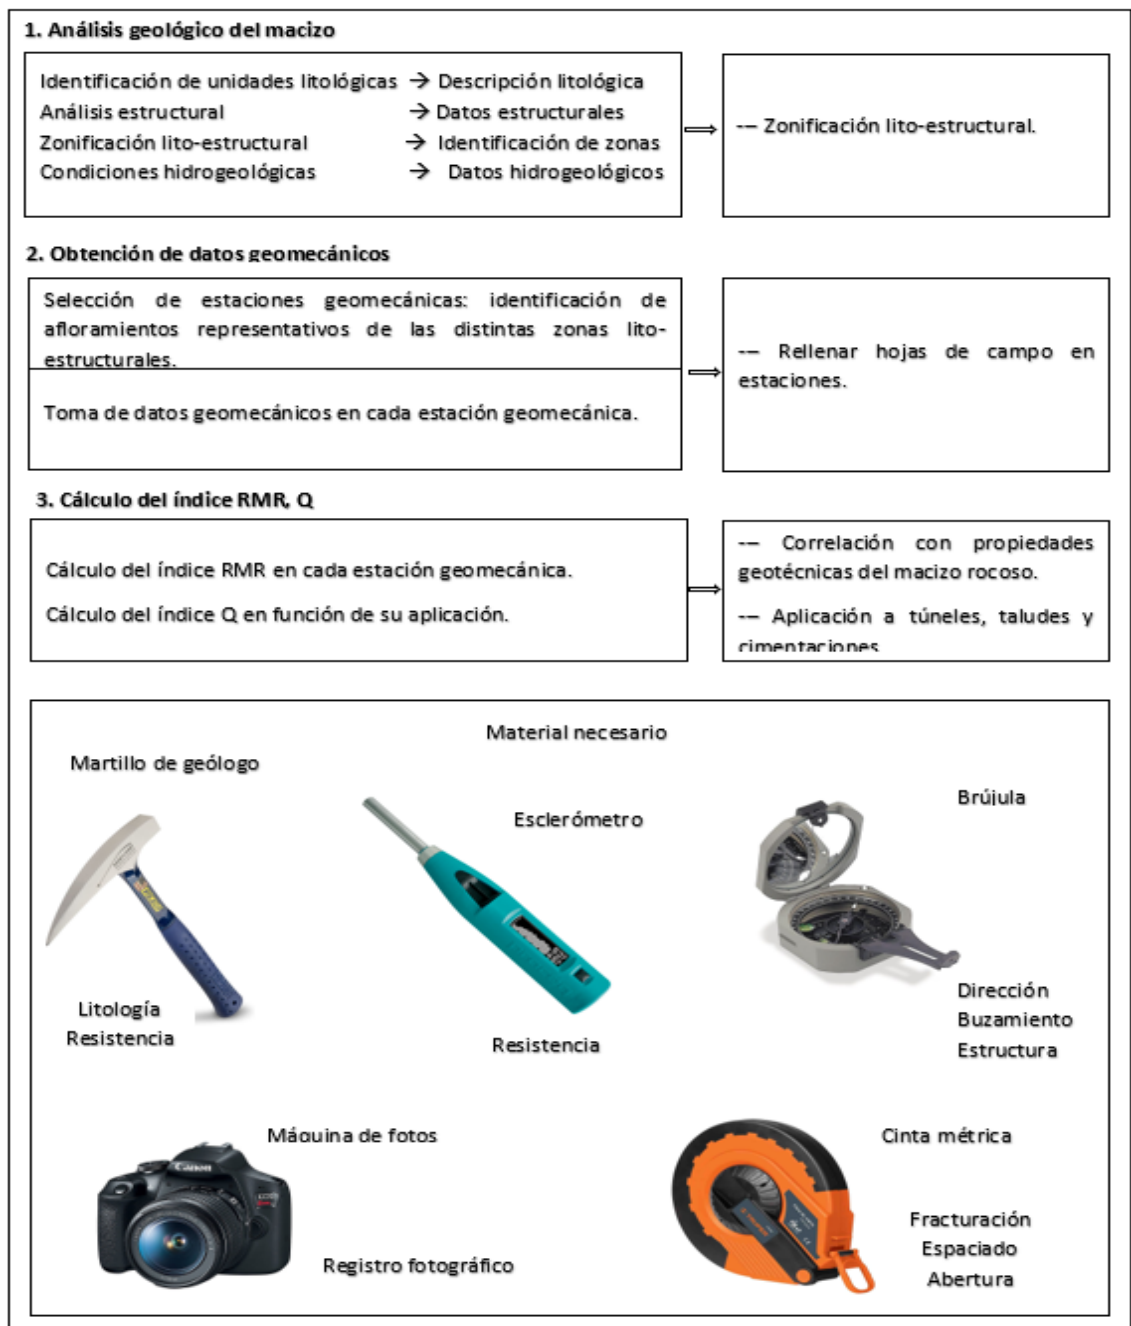 1. Análisis geológico del macizo
Identificación de unidades litológicas → Descripción litológica
Análisis estructural → Datos estructurales
Zonificación lito-estructural → Identificación de zonas
Condiciones hidrogeológicas → Datos hidrogeológicos
--- Zonificación lito-estructural.
2. Obtención de datos geomecánicos
Selección de estaciones geomecánicas: identificación de
afloramientos representativos de las distintas zonas lito-
estructurales.
Toma de datos geomecánicos en cada estación geomecánica.
--- Rellenar hojas de campo en
estaciones.
3. Cálculo del índice RMR, Q
Cálculo del índice RMR en cada estación geomecánica.
Cálculo del índice Q en función de su aplicación.
--- Correlación con propiedades
geotécnicas del macizo rocoso.
--- Aplicación a túneles, taludes y
cimentaciones
Material necesario
Martillo de geólogo
Esclerómetro
Brújula
Litología
Resistencia
Resistencia
Dirección
Buzamiento
Estructura
Máquina de fotos
Canon
Registro fotográfico
Cinta métrica
Fracturación
Espaciado
Abertura